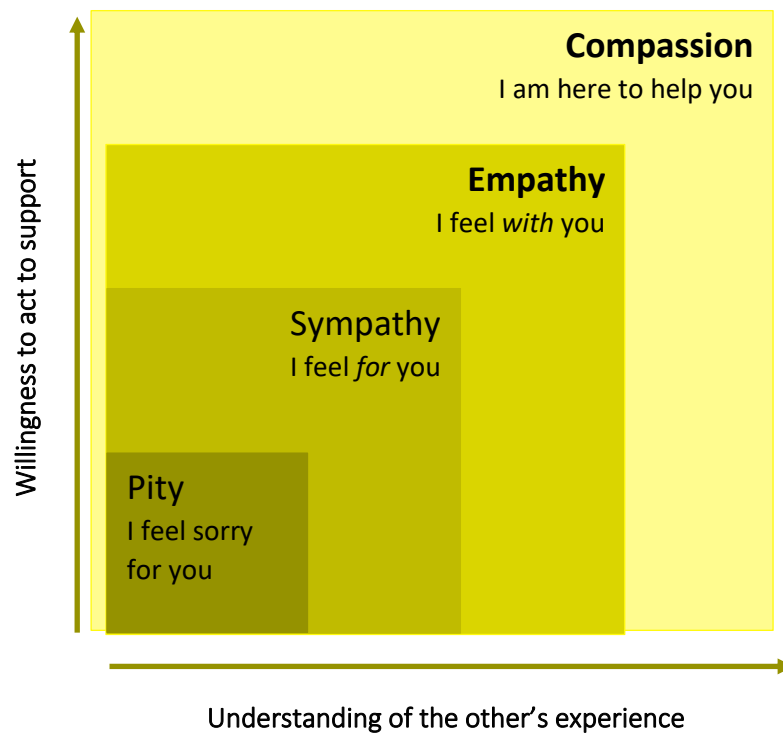 Compassion
I am here to help you
Empathy
I feel with you
Sympathy
I feel for you
Pity
I feel sorry
for you
Willingness to act to support
Understanding of the other’s experience